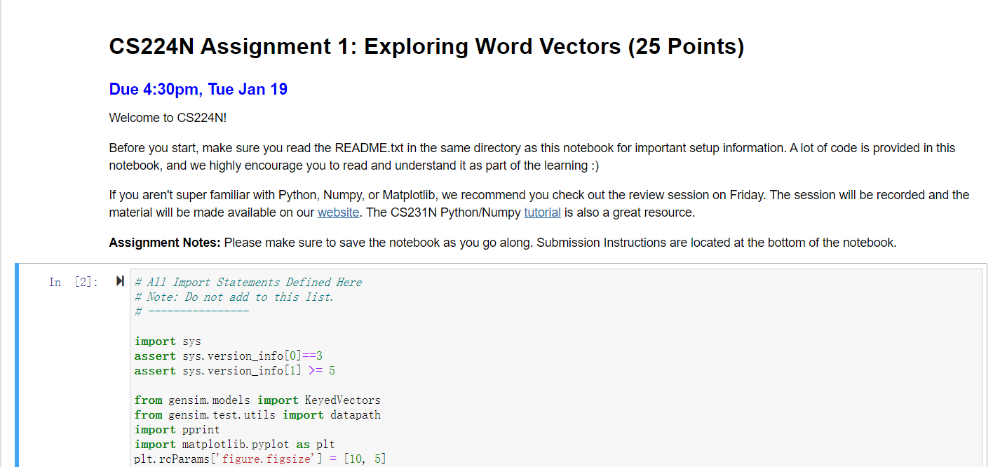 CS224N Assignment 1: Exploring Word Vectors (25 Points)
Due 4:30pm, Tue Jan 19
Welcome to CS224N!
Before you start, make sure you read the README.txt in the same directory as this notebook for important setup information. A lot of code is provided in this
notebook, and we highly encourage you to read and understand it as part of the learning :)
If you aren't super familiar with Python, Numpy, or Matplotlib, we recommend you check out the review session on Friday. The session will be recorded and the
material will be made available on our website. The CS231N Python/Numpy tutorial is also a great resource.
Assignment Notes: Please make sure to save the notebook as you go along. Submission Instructions are located at the bottom of the notebook.
In [2]:
# All Import Statements Defined Here
# Note: Do not add to this list.
# ----------------
import sys
assert sys.version_info[0]==3
assert sys.version_info[1] >= 5
from gensim.models import KeyedVectors
from gensim.test.utils import datapath
import pprint
import matplotlib.pyplot as plt
plt.rcParams['figure.figsize'] = [10, 5]